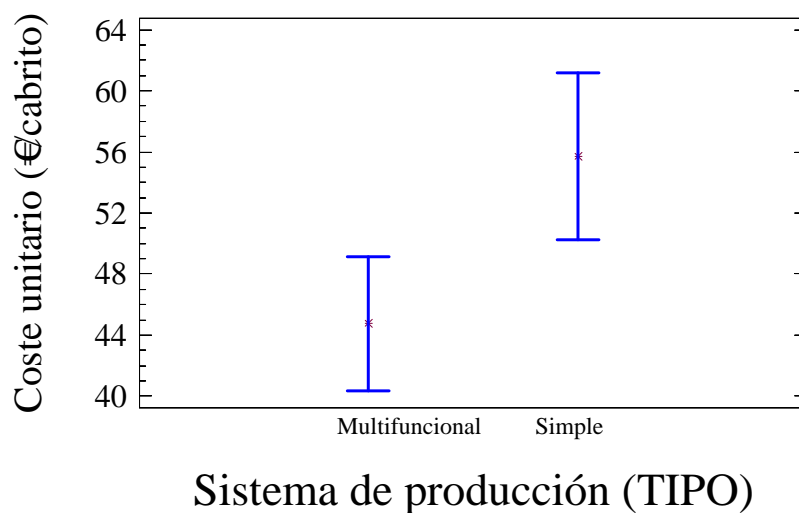 Coste unitario (€/cabrito)
64
60
56
52
48
44
40
Multifuncional Simple
Sistema de producción (TIPO)